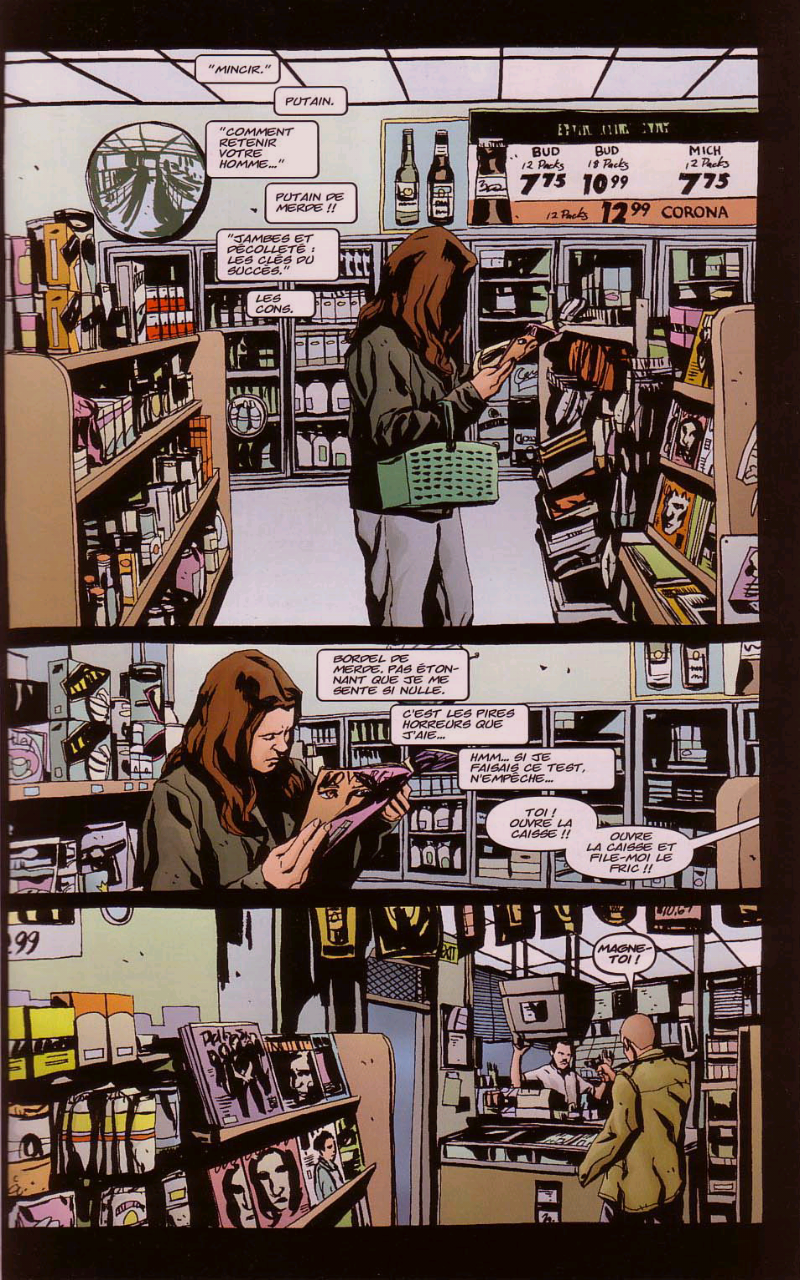 "MINCIR."
PUTAIN.
"COMMENT
RETENIR
VOTRE
HOMME..."
PUTAIN DE
MERDE !!
"JAMBES ET
DÉCOLLETÉ :
LES CLÉS DU
SUCCÈS."
LES
CONS.
BUD BUD MICH
12 Packs 18 Packs 12 Packs
7 75 10 99 7 75
12 Packs 12 99 CORONA
BORDEL DE
MERDE. PAS ÉTON-
NANT QUE JE ME
SENTE SI NULLE.
C'EST LES PIRES
HORREURS QUE
J'AIE...
HMM... SI JE
FAISAIS CE TEST,
N'EMPÊCHE...
TOI !
OUVRE LA
CAISSE !!
OUVRE
LA CAISSE ET
FILE-MOI LE
FRIC !!
.99
EXIT
MAGNE-
TOI !